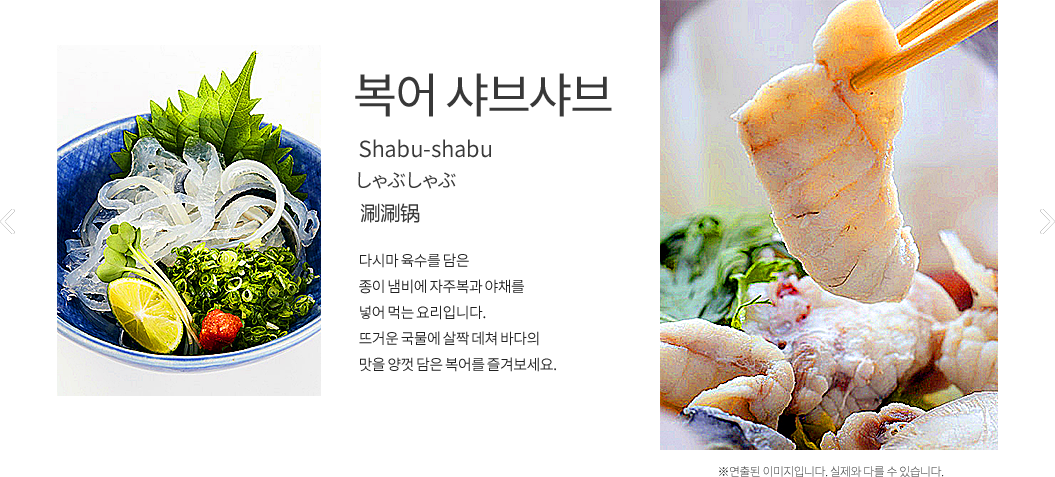 복어 샤브샤브
Shabu-shabu
しゃぶしゃぶ
涮涮锅
다시마 육수를 담은
종이 냄비에 자주복과 야채를
넣어 먹는 요리입니다.
뜨거운 국물에 살짝 데쳐 바다의
맛을 양껏 담은 복어를 즐겨보세요.
※연출된 이미지입니다. 실제와 다를 수 있습니다.